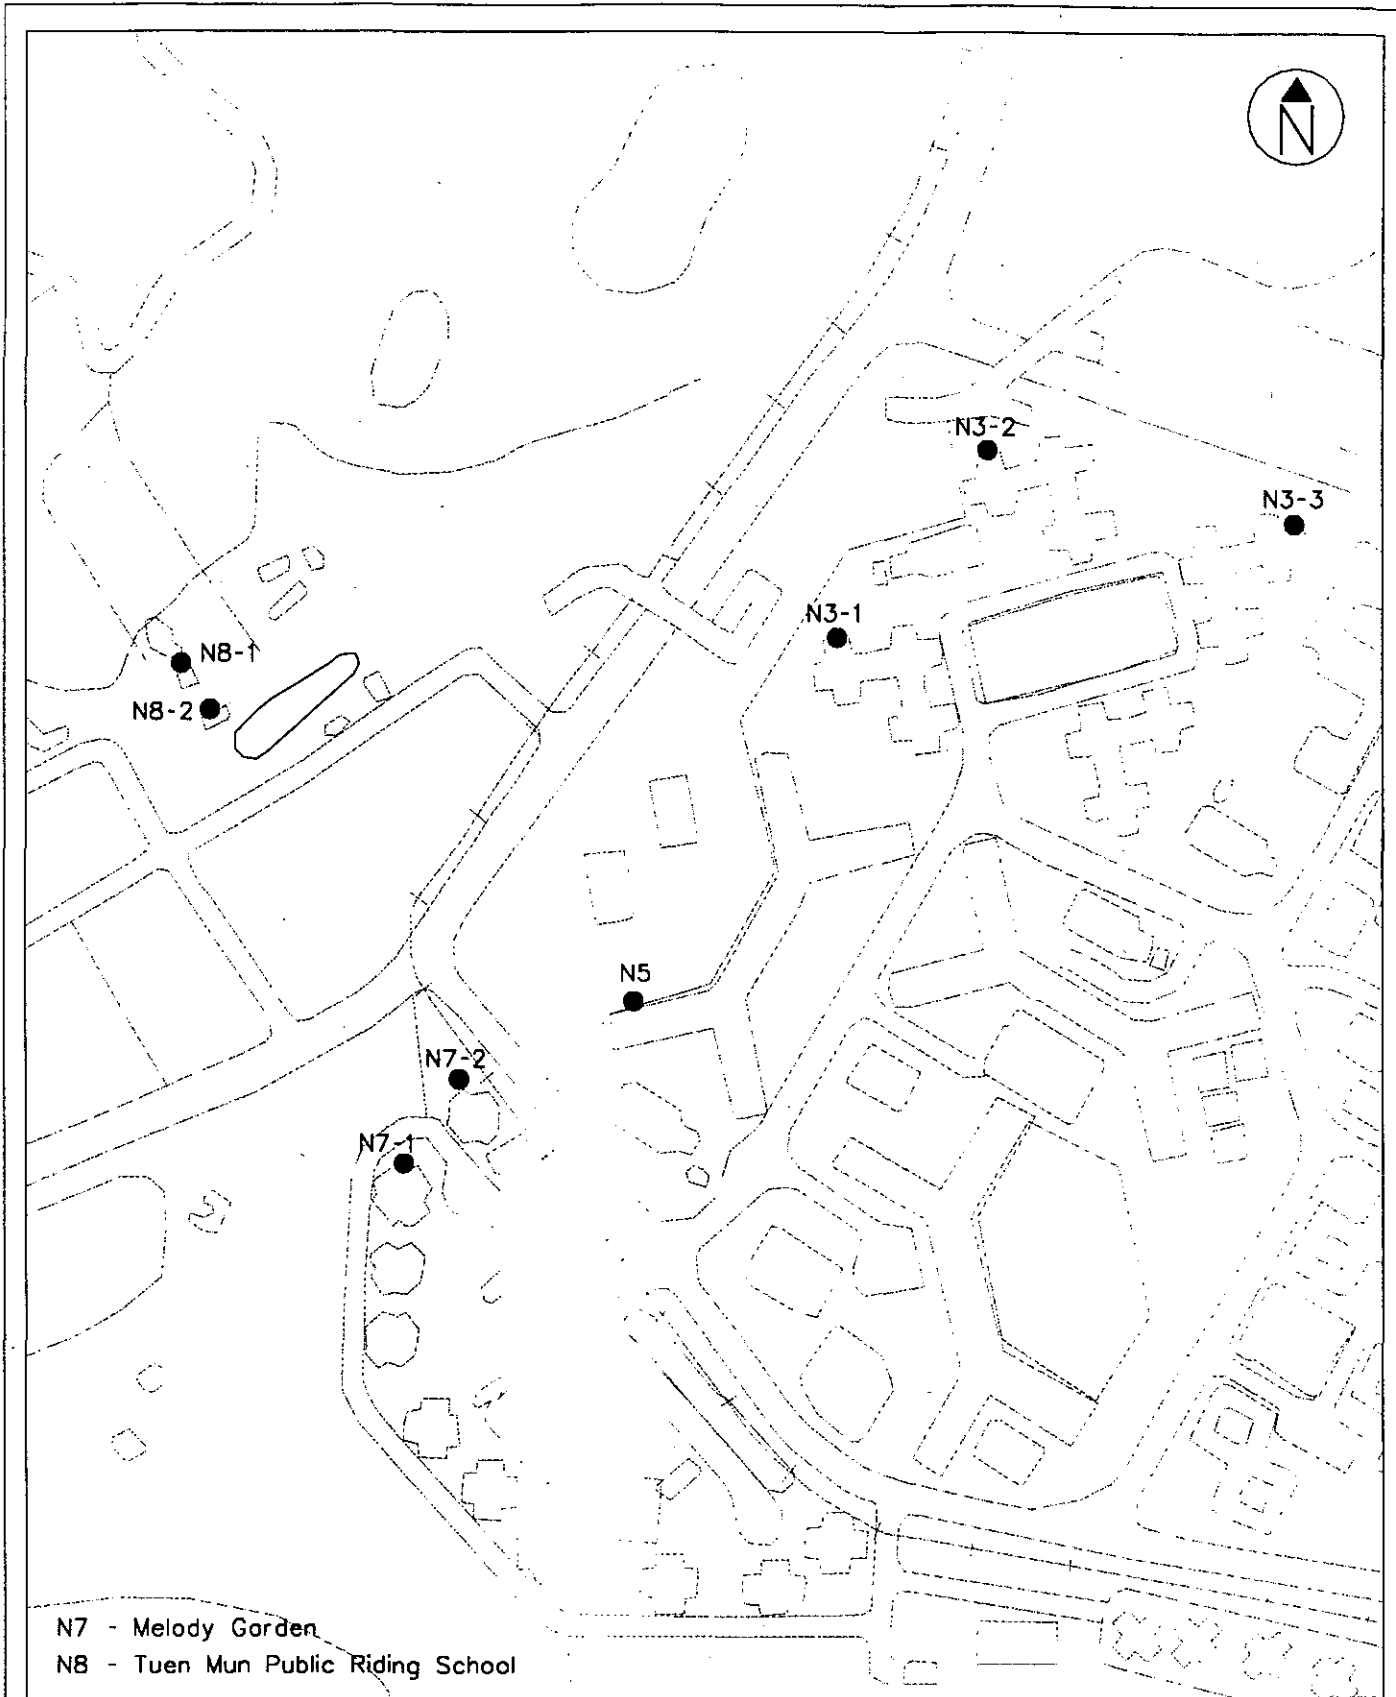 N
N3-2
N3-3
N3-1
N8-1
N8-2
N5
N7-2
N7-1
N7 - Melody Gorden
N8 - Tuen Mun Public Riding School